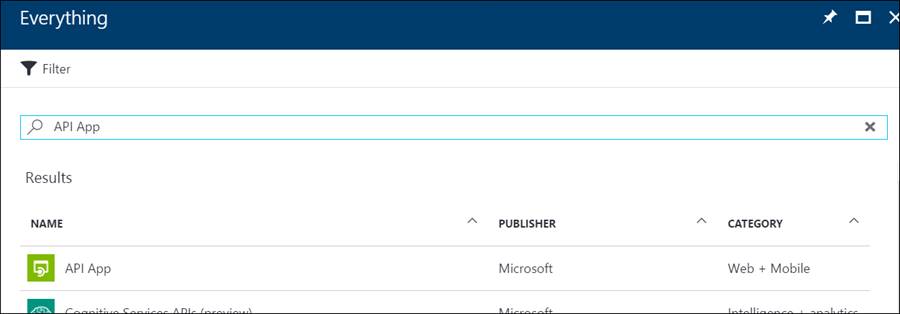 Everything
Filter
API App
Results
NAME PUBLISHER CATEGORY
API App Microsoft Web + Mobile
Cognitive Services APIs (preview) Microsoft Intelligence + analytics